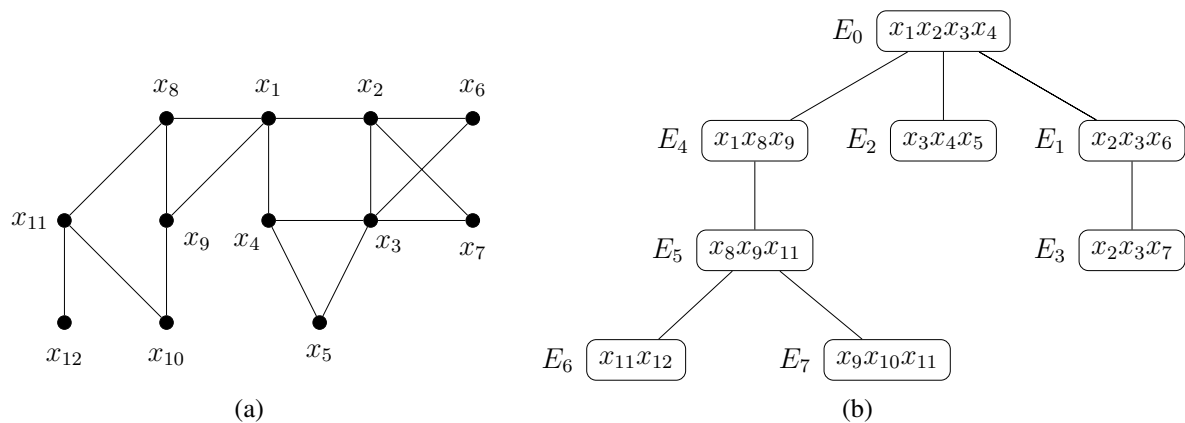 E₀ x₁x₂x₃x₄
x₈ x₁ x₂ x₆
E₄ x₁x₈x₉ E₂ x₃x₄x₅ E₁ x₂x₃x₆
x₁₁ x₉ x₄ x₃ x₇
E₅ x₈x₉x₁₁ E₃ x₂x₃x₇
x₁₂ x₁₀ x₅
E₆ x₁₁x₁₂ E₇ x₉x₁₀x₁₁
(a) (b)